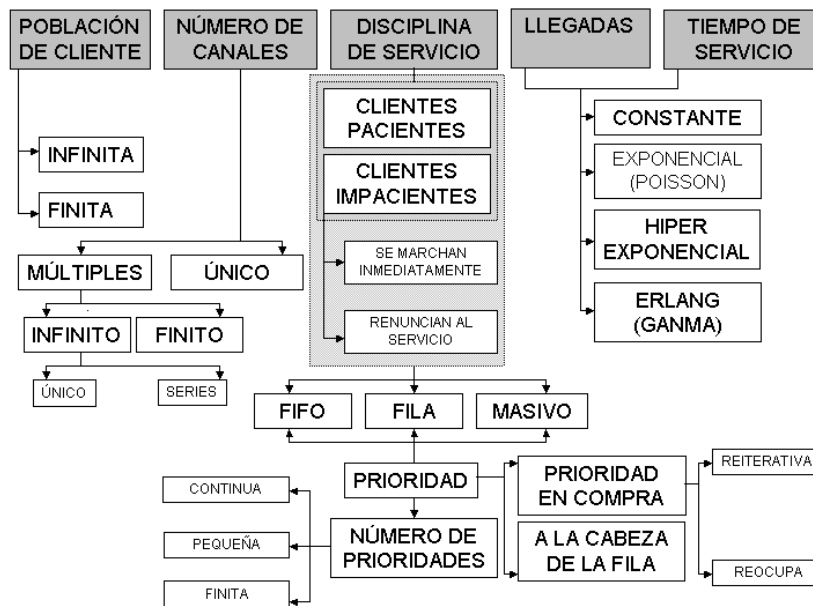 POBLACIÓN
DE CLIENTE
NÚMERO DE
CANALES
DISCIPLINA
DE SERVICIO
LLEGADAS
TIEMPO DE
SERVICIO
INFINITA
FINITA
MÚLTIPLES
ÚNICO
INFINITO
FINITO
ÚNICO
SERIES
CLIENTES
PACIENTES
CLIENTES
IMPACIENTES
SE MARCHAN
INMEDIATAMENTE
RENUNCIAN AL
SERVICIO
CONSTANTE
EXPONENCIAL
(POISSON)
HIPER
EXPONENCIAL
ERLANG
(GANMA)
FIFO
FILA
MASIVO
PRIORIDAD
NÚMERO DE
PRIORIDADES
CONTINUA
PEQUEÑA
FINITA
PRIORIDAD
EN COMPRA
A LA CABEZA
DE LA FILA
REITERATIVA
REOCUPA